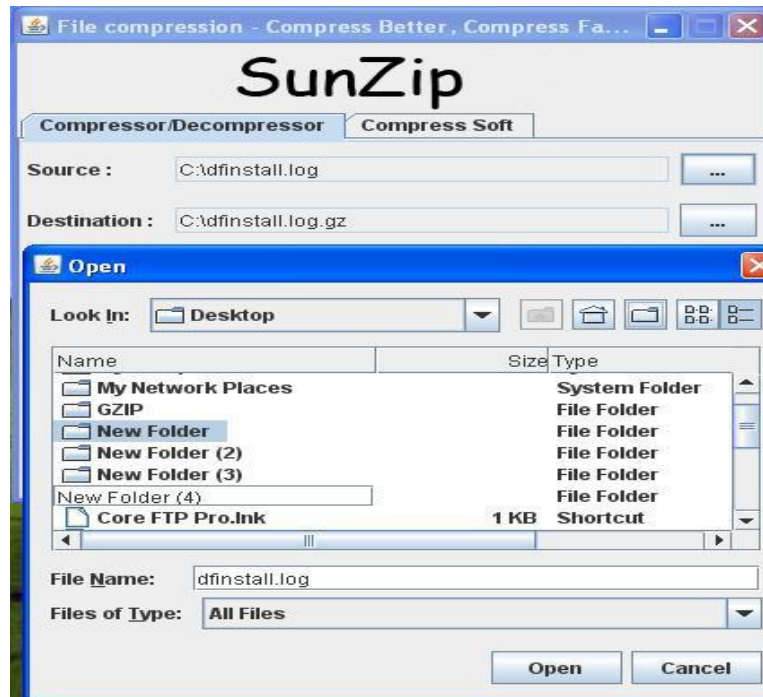 File compression - Compress Better, Compress Fa...
SunZip
Compressor/Decompressor Compress Soft
Source : C:\dfinstall.log ...
Destination : C:\dfinstall.log.gz ...
Open
Look In: Desktop
Name Size Type
My Network Places System Folder
GZIP File Folder
New Folder File Folder
New Folder (2) File Folder
New Folder (3) File Folder
New Folder (4) File Folder
Core FTP Pro.lnk 1 KB Shortcut
File Name: dfinstall.log
Files of Type: All Files
Open Cancel